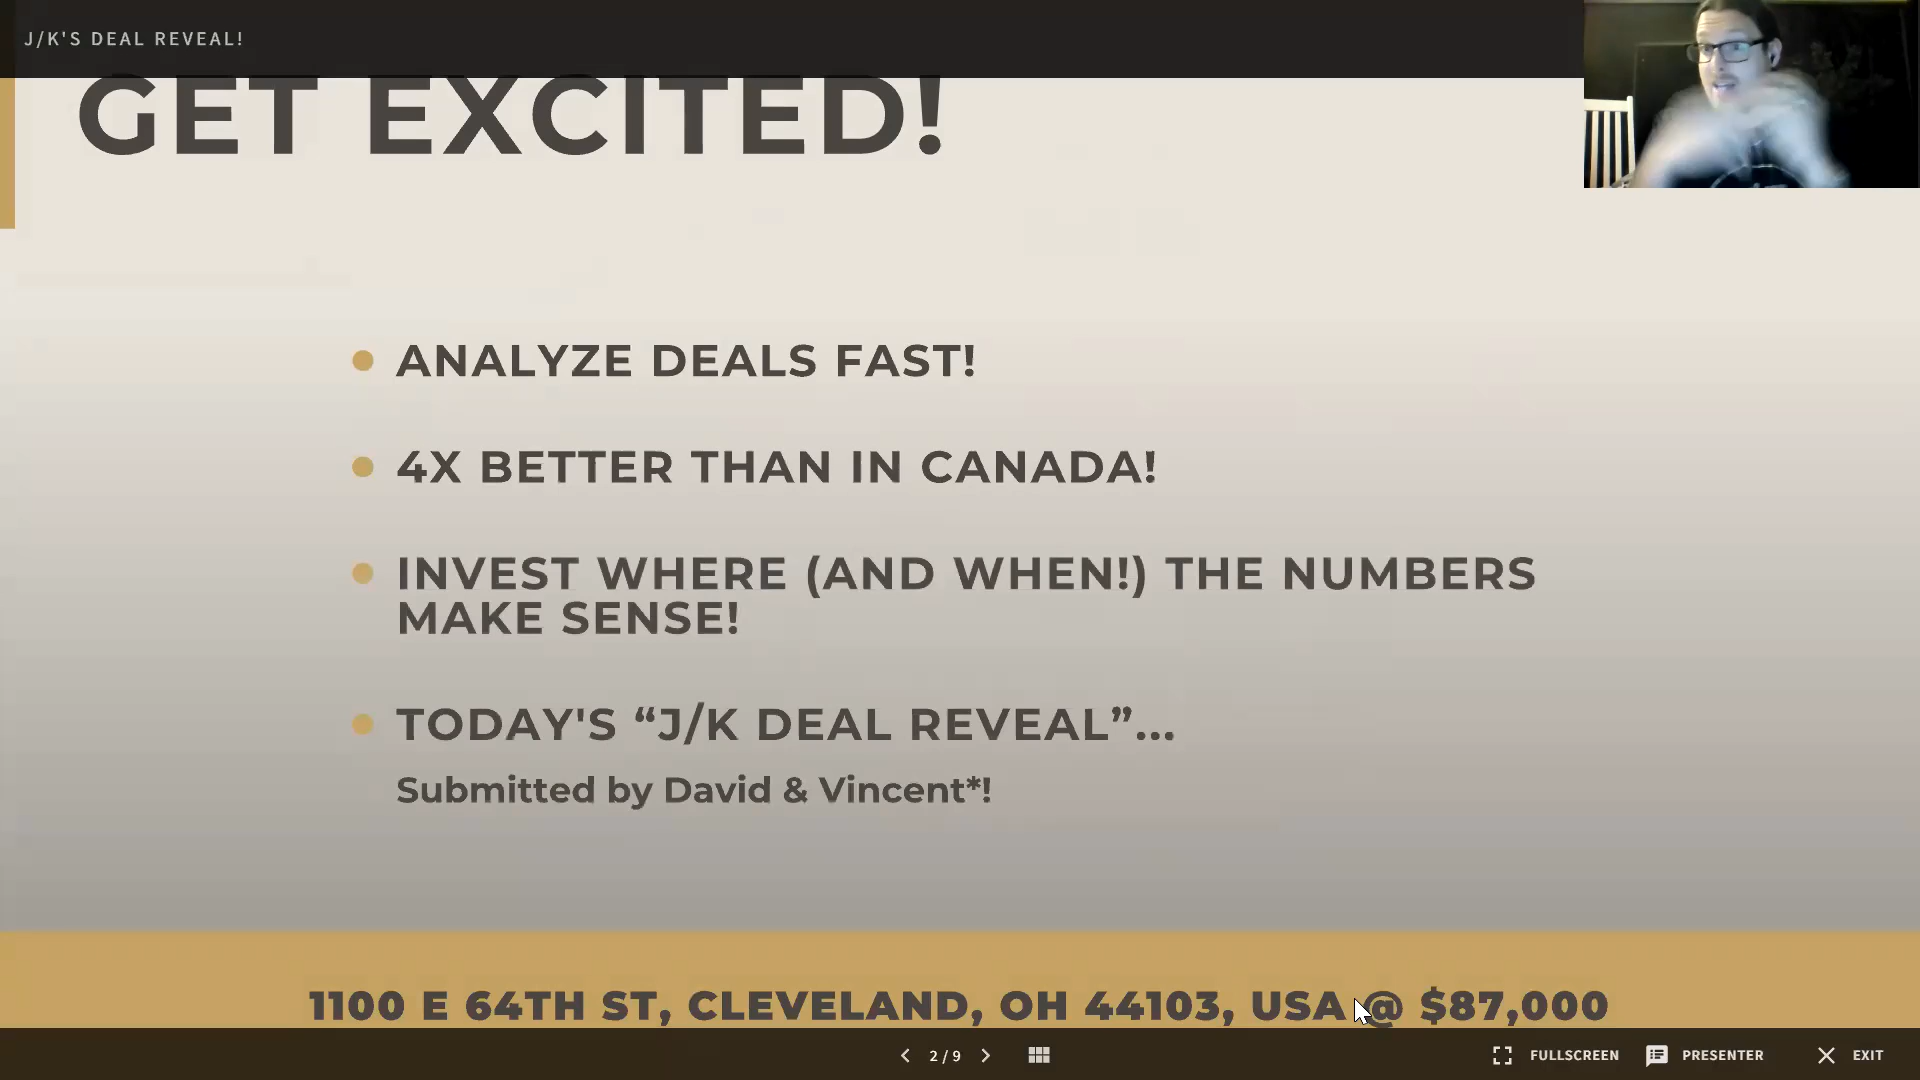 J/K'S DEAL REVEAL!
GET EXCITED!
ANALYZE DEALS FAST!
4X BETTER THAN IN CANADA!
INVEST WHERE (AND WHEN!) THE NUMBERS
MAKE SENSE!
TODAY'S “J/K DEAL REVEAL”...
Submitted by David & Vincent*!
1100 E 64TH ST, CLEVELAND, OH 44103, USA @ $87,000
2 / 9
FULLSCREEN
PRESENTER
EXIT